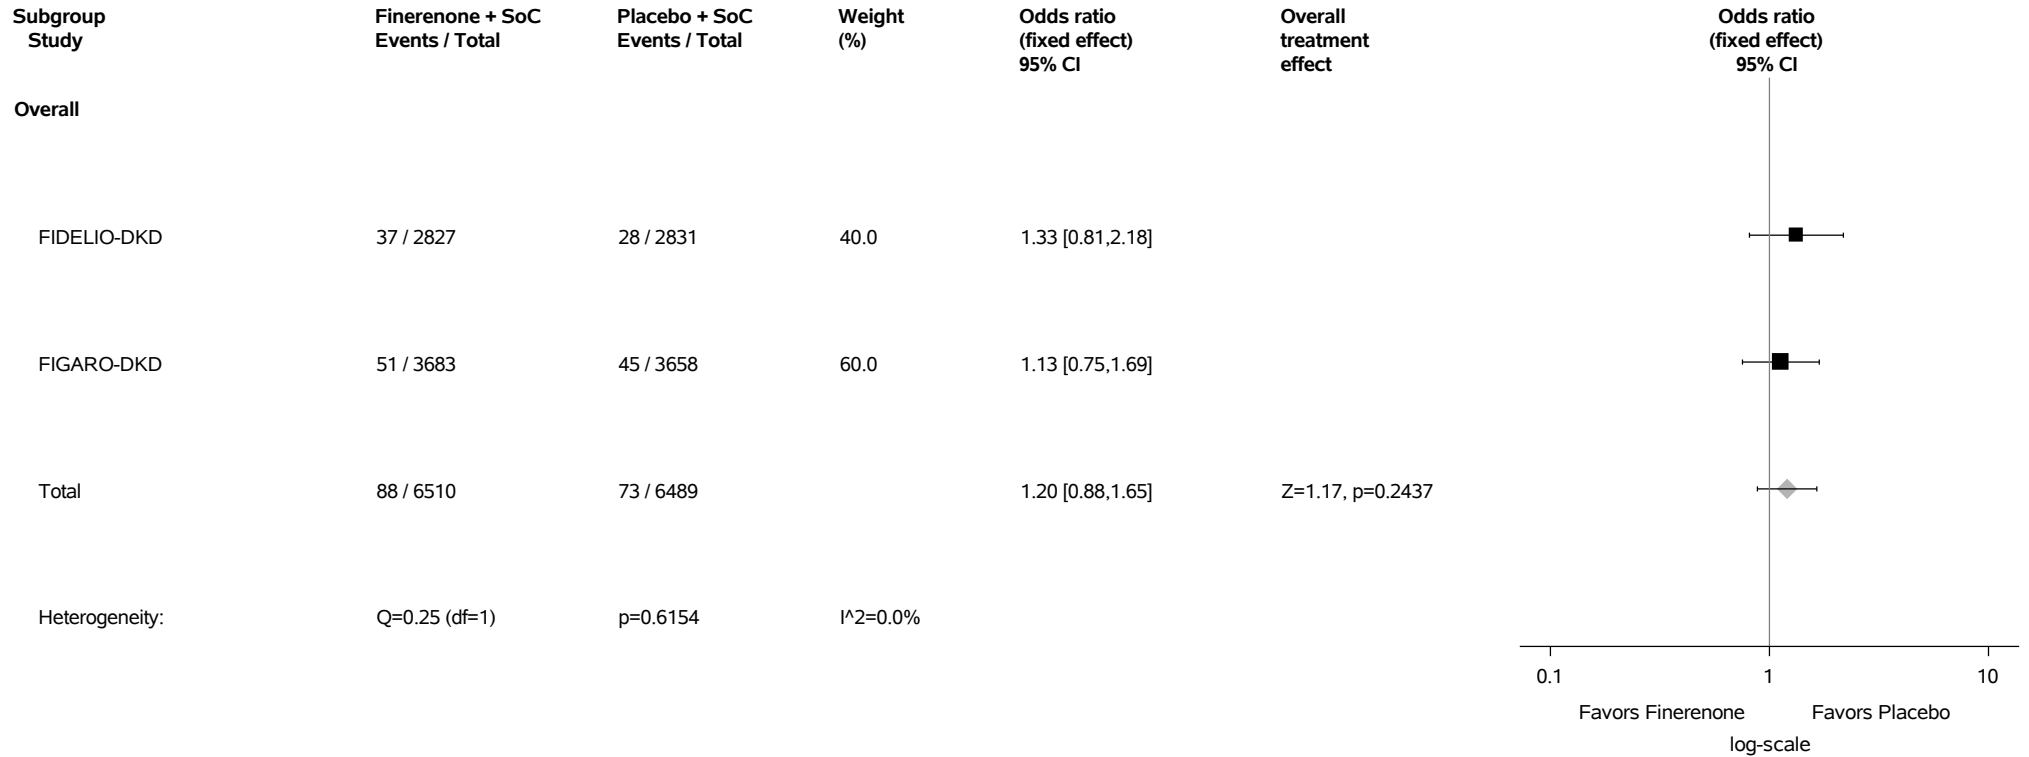 Subgroup Finerenone + SoC Placebo + SoC Weight Odds ratio Overall Odds ratio
Study Events / Total Events / Total (%) (fixed effect) treatment (fixed effect)
95% CI effect 95% CI
Overall
FIDELIO-DKD 37 / 2827 28 / 2831 40.0 1.33 [0.81,2.18]
FIGARO-DKD 51 / 3683 45 / 3658 60.0 1.13 [0.75,1.69]
Total 88 / 6510 73 / 6489 1.20 [0.88,1.65] Z=1.17, p=0.2437
Heterogeneity: Q=0.25 (df=1) p=0.6154 I^2=0.0%
0.1 1 10
Favors Finerenone Favors Placebo
log-scale